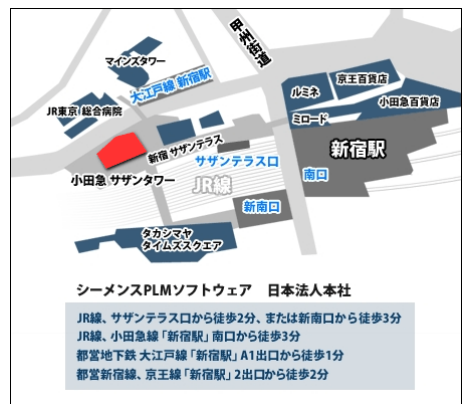 甲州街道
マインズタワー
大江戸線 新宿駅
JR東京 総合病院
ルミネ
京王百貨店
小田急百貨店
ミロード
新宿 サザンテラス
サザンテラス口
新宿駅
小田急 サザンタワー
JR線
南口
新南口
タカシマヤ
タイムズスクエア
シーメンスPLMソフトウェア 日本法人本社
JR線、サザンテラス口から徒歩2分、または新南口から徒歩3分
JR線、小田急線「新宿駅」南口から徒歩3分
都営地下鉄 大江戸線「新宿駅」A1出口から徒歩1分
都営新宿線、京王線「新宿駅」2出口から徒歩2分